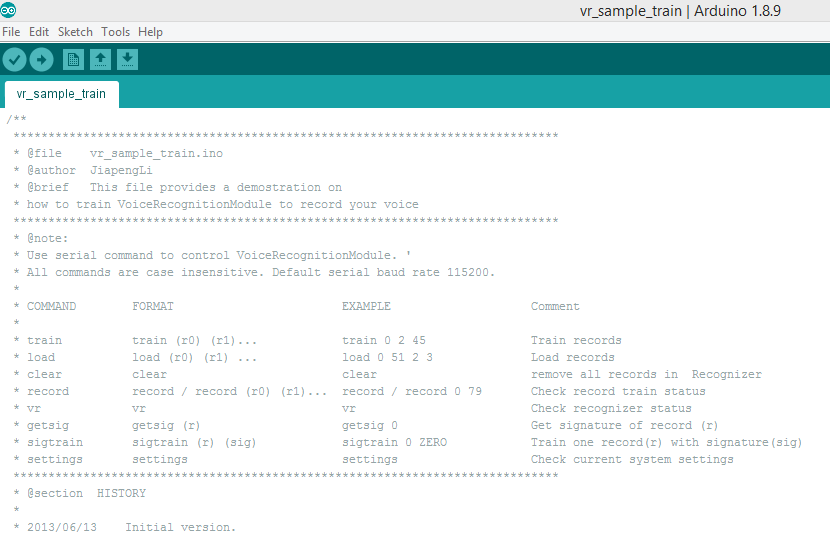 vr_sample_train | Arduino 1.8.9
File Edit Sketch Tools Help
vr_sample_train
/**
******************************************************************************
* @file    vr_sample_train.ino
* @author  JiapengLi
* @brief   This file provides a demostration on
* how to train VoiceRecognitionModule to record your voice
******************************************************************************
* @note:
* Use serial command to control VoiceRecognitionModule. '
* All commands are case insensitive. Default serial baud rate 115200.
*
* COMMAND        FORMAT                        EXAMPLE                    Comment
*
* train          train (r0) (r1)...            train 0 2 45               Train records
* load           load (r0) (r1) ...            load 0 51 2 3              Load records
* clear          clear                         clear                      remove all records in  Recognizer
* record         record / record (r0) (r1)...  record / record 0 79       Check record train status
* vr             vr                            vr                         Check recognizer status
* getsig         getsig (r)                    getsig 0                   Get signature of record (r)
* sigtrain       sigtrain (r) (sig)            sigtrain 0 ZERO            Train one record(r) with signature(sig)
* settings       settings                      settings                   Check current system settings
******************************************************************************
* @section  HISTORY
*
* 2013/06/13    Initial version.